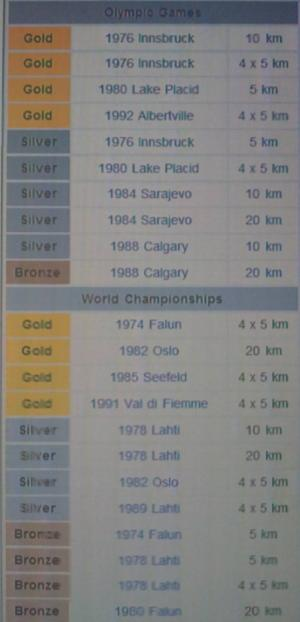 Olympic Games
Gold 1976 Innsbruck 10 km
Gold 1976 Innsbruck 4 x 5 km
Gold 1980 Lake Placid 5 km
Gold 1992 Albertville 4 x 5 km
Silver 1976 Innsbruck 5 km
Silver 1980 Lake Placid 4 x 5 km
Silver 1984 Sarajevo 10 km
Silver 1984 Sarajevo 20 km
Silver 1988 Calgary 10 km
Bronze 1988 Calgary 20 km
World Championships
Gold 1974 Falun 4 x 5 km
Gold 1982 Oslo 20 km
Gold 1985 Seefeld 4 x 5 km
Gold 1991 Val di Fiemme 4 x 5 km
Silver 1978 Lahti 10 km
Silver 1978 Lahti 20 km
Silver 1982 Oslo 4 x 5 km
Silver 1989 Lahti 4 x 5 km
Bronze 1974 Falun 5 km
Bronze 1978 Lahti 5 km
Bronze 1978 Lahti 4 x 5 km
Bronze 1980 Falun 20 km